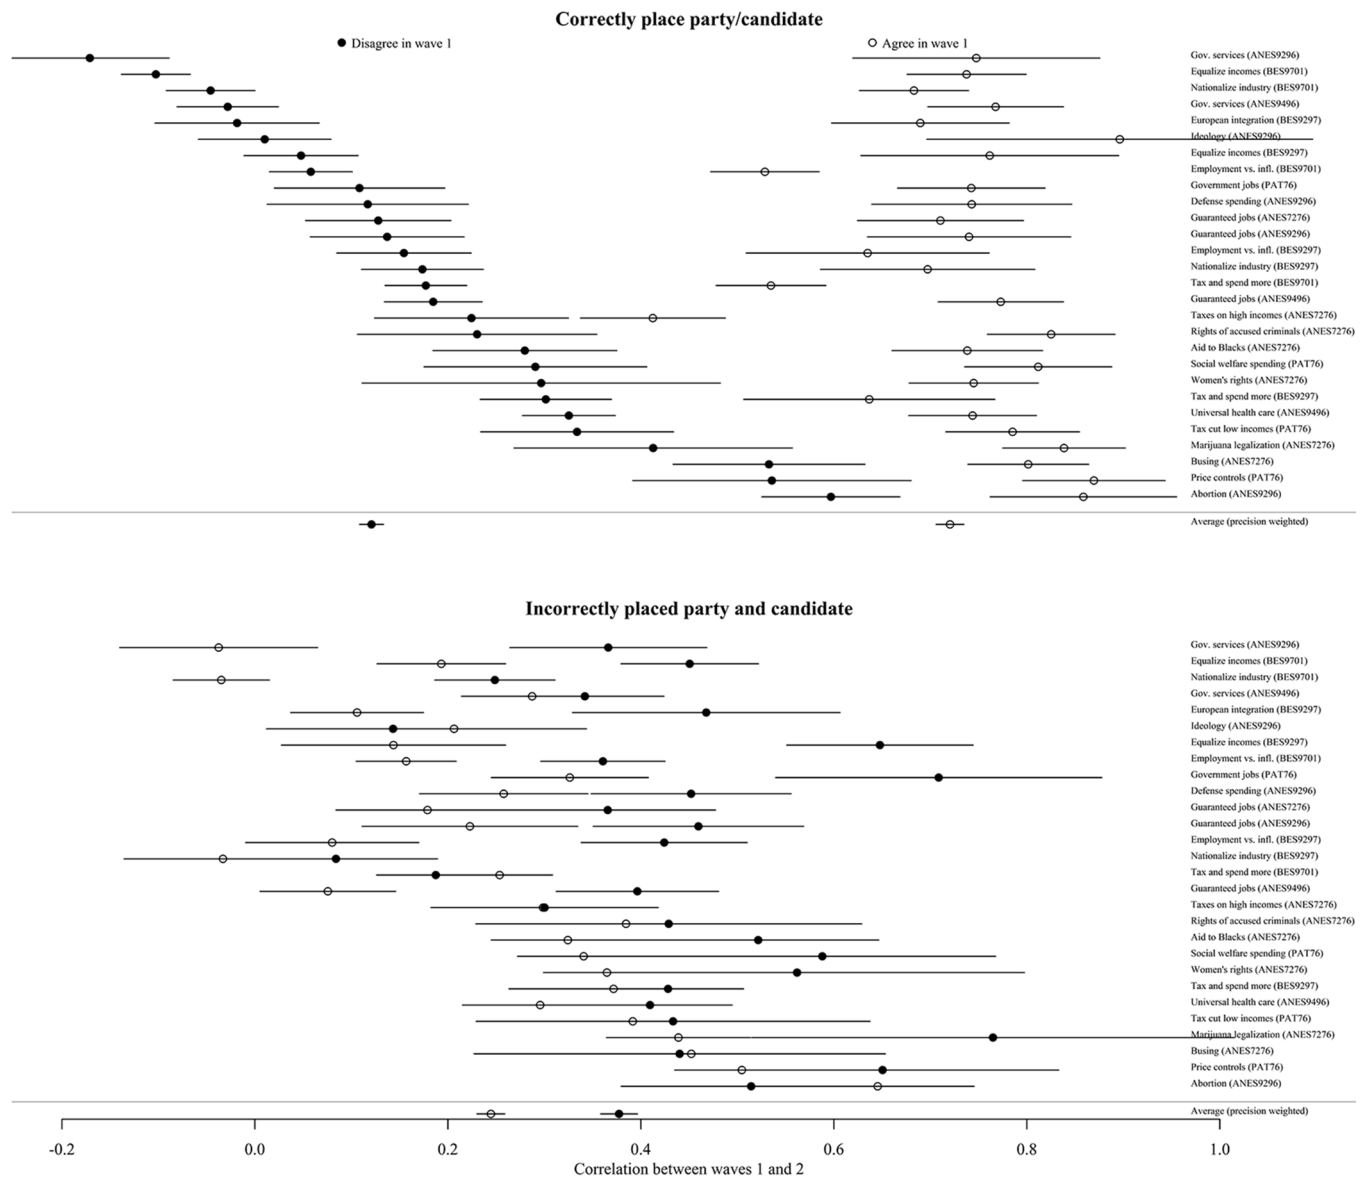 Correctly place party/candidate
Disagree in wave 1
Agree in wave 1
Gov. services (ANES9296)
Equalize incomes (BES9701)
Nationalize industry (BES9701)
Gov. services (ANES9496)
European integration (BES9297)
Ideology (ANES9296)
Equalize incomes (BES9297)
Employment vs. infl. (BES9701)
Government jobs (PAT76)
Defense spending (ANES9296)
Guaranteed jobs (ANES7276)
Guaranteed jobs (ANES9296)
Employment vs. infl. (BES9297)
Nationalize industry (BES9297)
Tax and spend more (BES9701)
Guaranteed jobs (ANES9496)
Taxes on high incomes (ANES7276)
Rights of accused criminals (ANES7276)
Aid to Blacks (ANES7276)
Social welfare spending (PAT76)
Women's rights (ANES7276)
Tax and spend more (BES9297)
Universal health care (ANES9496)
Tax cut low incomes (PAT76)
Marijuana legalization (ANES7276)
Busing (ANES7276)
Price controls (PAT76)
Abortion (ANES9296)
Average (precision weighted)
Incorrectly placed party and candidate
Gov. services (ANES9296)
Equalize incomes (BES9701)
Nationalize industry (BES9701)
Gov. services (ANES9496)
European integration (BES9297)
Ideology (ANES9296)
Equalize incomes (BES9297)
Employment vs. infl. (BES9701)
Government jobs (PAT76)
Defense spending (ANES9296)
Guaranteed jobs (ANES7276)
Guaranteed jobs (ANES9296)
Employment vs. infl. (BES9297)
Nationalize industry (BES9297)
Tax and spend more (BES9701)
Guaranteed jobs (ANES9496)
Taxes on high incomes (ANES7276)
Rights of accused criminals (ANES7276)
Aid to Blacks (ANES7276)
Social welfare spending (PAT76)
Women's rights (ANES7276)
Tax and spend more (BES9297)
Universal health care (ANES9496)
Tax cut low incomes (PAT76)
Marijuana legalization (ANES7276)
Busing (ANES7276)
Price controls (PAT76)
Abortion (ANES9296)
Average (precision weighted)
-0.2 0.0 0.2 0.4 0.6 0.8 1.0
Correlation between waves 1 and 2